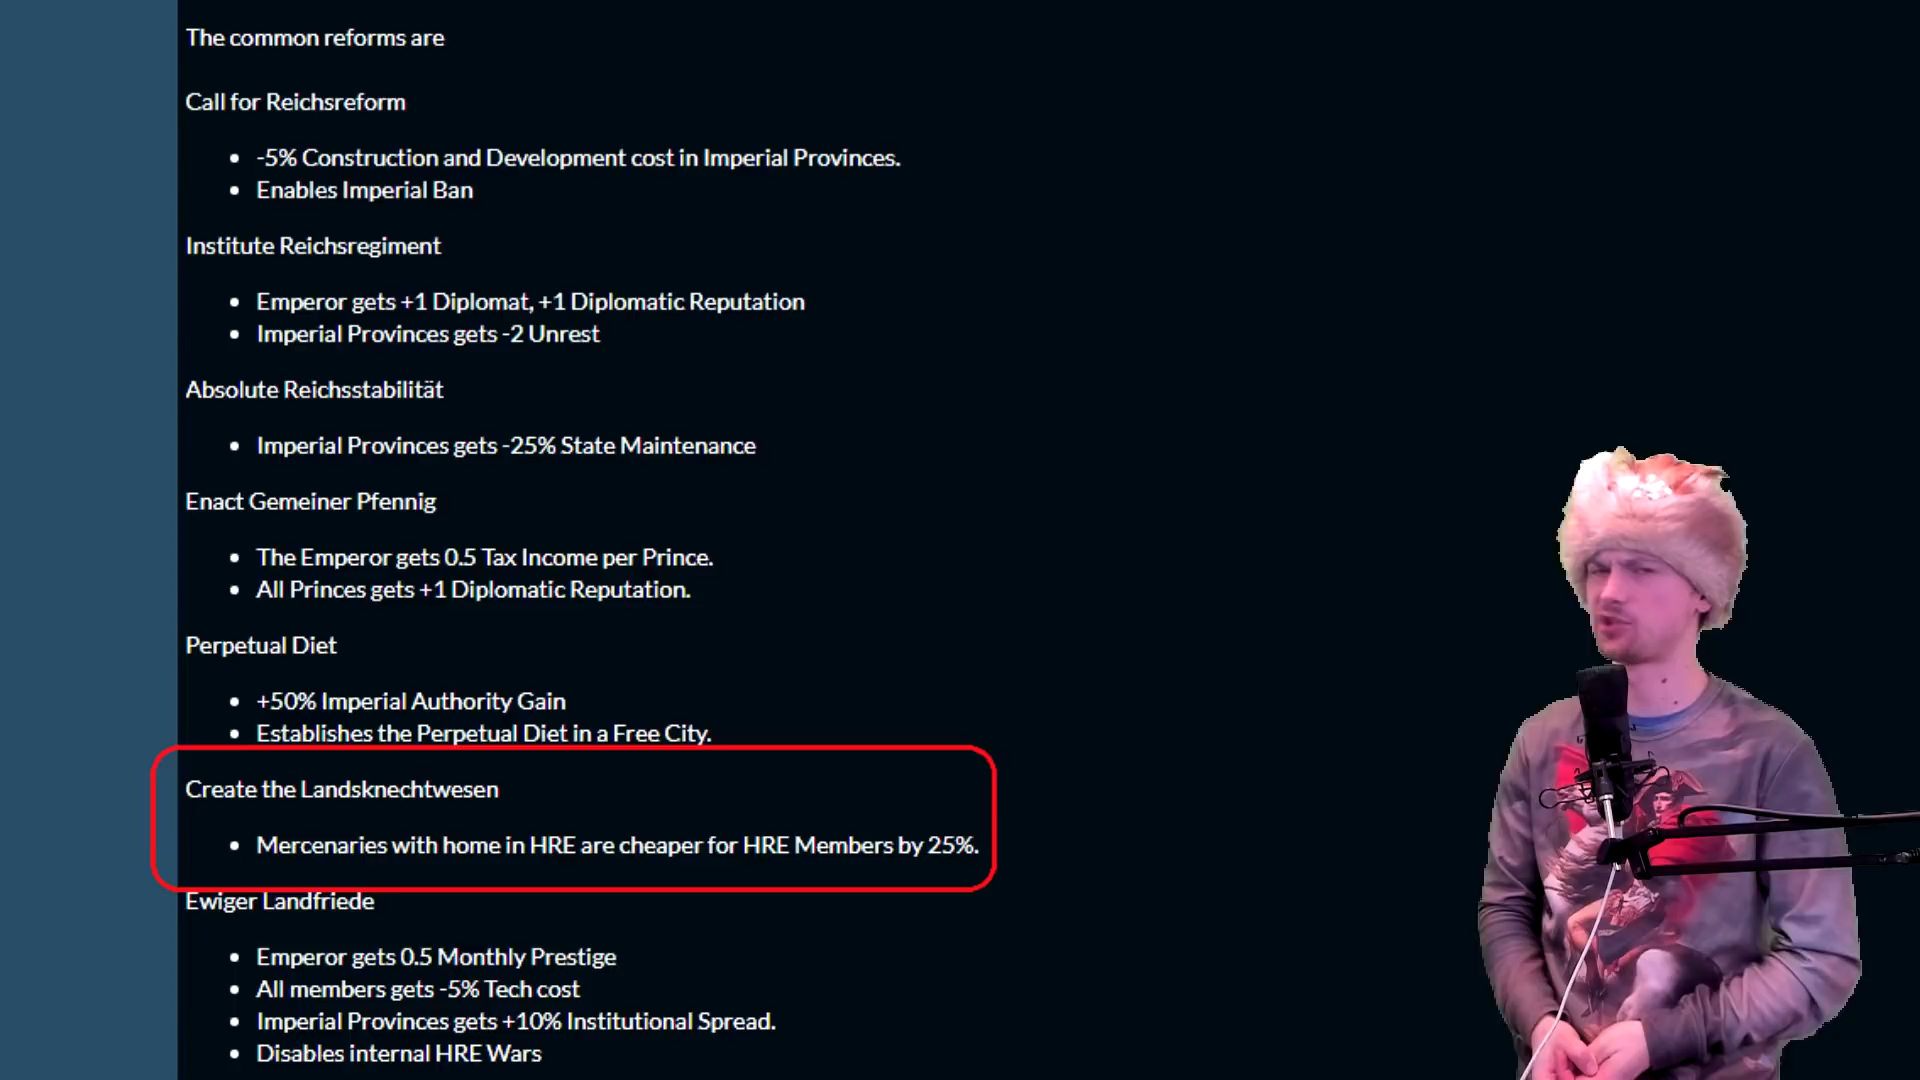 The common reforms are
Call for Reichsreform
-5% Construction and Development cost in Imperial Provinces.
Enables Imperial Ban
Institute Reichsregiment
Emperor gets +1 Diplomat, +1 Diplomatic Reputation
Imperial Provinces gets -2 Unrest
Absolute Reichsstabilität
Imperial Provinces gets -25% State Maintenance
Enact Gemeiner Pfennig
The Emperor gets 0.5 Tax Income per Prince.
All Princes gets +1 Diplomatic Reputation.
Perpetual Diet
+50% Imperial Authority Gain
Establishes the Perpetual Diet in a Free City.
Create the Landsknechtwesen
Mercenaries with home in HRE are cheaper for HRE Members by 25%.
Ewiger Landfriede
Emperor gets 0.5 Monthly Prestige
All members gets -5% Tech cost
Imperial Provinces gets +10% Institutional Spread.
Disables internal HRE Wars